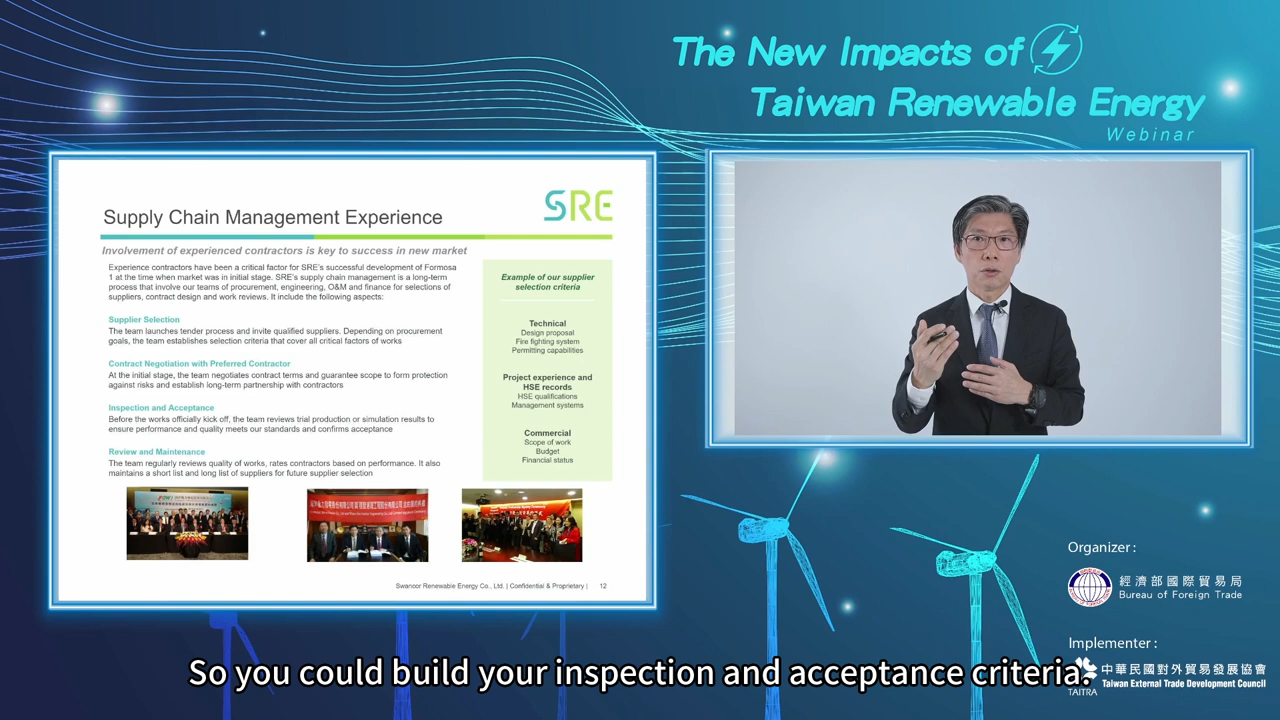 The New Impacts of
Taiwan Renewable Energy
Webinar
SRE
Supply Chain Management Experience
Involvement of experienced contractors is key to success in new market
Experience contractors have been a critical factor for SRE's successful development of Formosa
1 at the time when market was in initial stage. SRE's supply chain management is a long-term
process that involve our teams of procurement, engineering, O&M and finance for selections of
suppliers, contract design and work reviews. It include the following aspects:
Supplier Selection
The team launches tender process and invite qualified suppliers. Depending on procurement
goals, the team establishes selection criteria that cover all critical factors of works
Contract Negotiation with Preferred Contractor
At the initial stage, the team negotiates contract terms and guarantee scope to form protection
against risks and establish long-term partnership with contractors
Inspection and Acceptance
Before the works officially kick off, the team reviews trial production or simulation results to
ensure performance and quality meets our standards and confirms acceptance
Review and Maintenance
The team regularly reviews quality of works, rates contractors based on performance. It also
maintains a short list and long list of suppliers for future supplier selection
Example of our supplier
selection criteria
Technical
Design proposal
Fire fighting system
Permitting capabilities
Project experience and
HSE records
HSE qualifications
Management systems
Commercial
Scope of work
Budget
Financial status
Swancor Renewable Energy Co., Ltd. | Confidential & Proprietary | 12
Organizer :
經濟部國際貿易局
Bureau of Foreign Trade
Implementer :
中華民國對外貿易發展協會
Taiwan External Trade Development Council
TAITRA
So you could build your inspection and acceptance criteria.